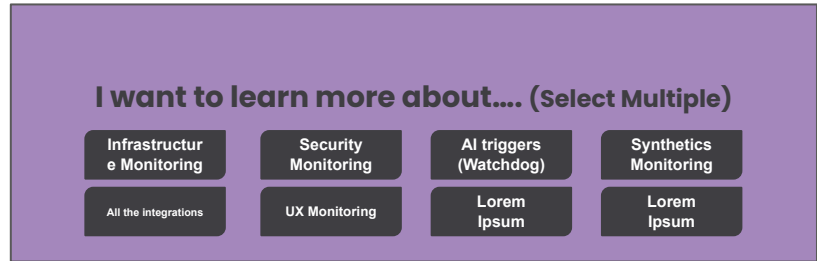 I want to learn more about.... (Select Multiple)
Infrastructur
e Monitoring
Security
Monitoring
AI triggers
(Watchdog)
Synthetics
Monitoring
All the integrations
UX Monitoring
Lorem
Ipsum
Lorem
Ipsum